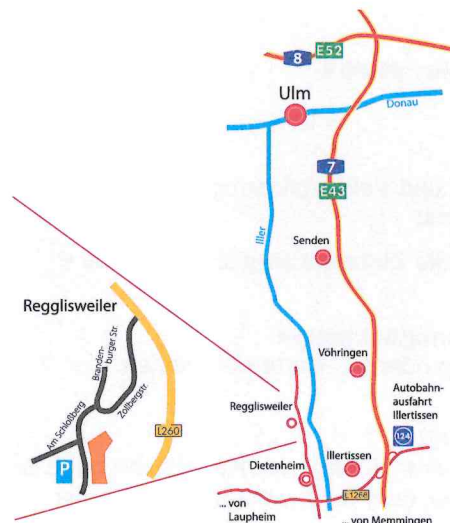 E52
8
Ulm
Donau
7
E43
Iller
Senden
Regglisweiler
Branden-
burger Str.
Zollbergstr.
Am Schloßberg
L260
P
Vöhringen
Autobahn-
ausfahrt
Illertissen
124
Regglisweiler
Illertissen
Dietenheim
L1268
... von
Laupheim
... von Memmingen